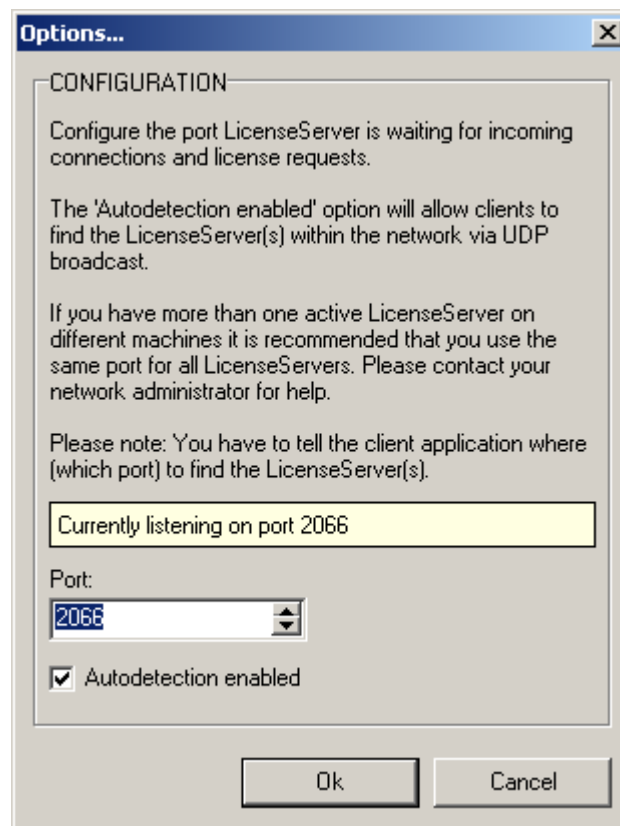 Options...
CONFIGURATION
Configure the port LicenseServer is waiting for incoming
connections and license requests.
The 'Autodetection enabled' option will allow clients to
find the LicenseServer(s) within the network via UDP
broadcast.
If you have more than one active LicenseServer on
different machines it is recommended that you use the
same port for all LicenseServers. Please contact your
network administrator for help.
Please note: You have to tell the client application where
(which port) to find the LicenseServer(s).
Currently listening on port 2066
Port:
2066
Autodetection enabled
Ok
Cancel